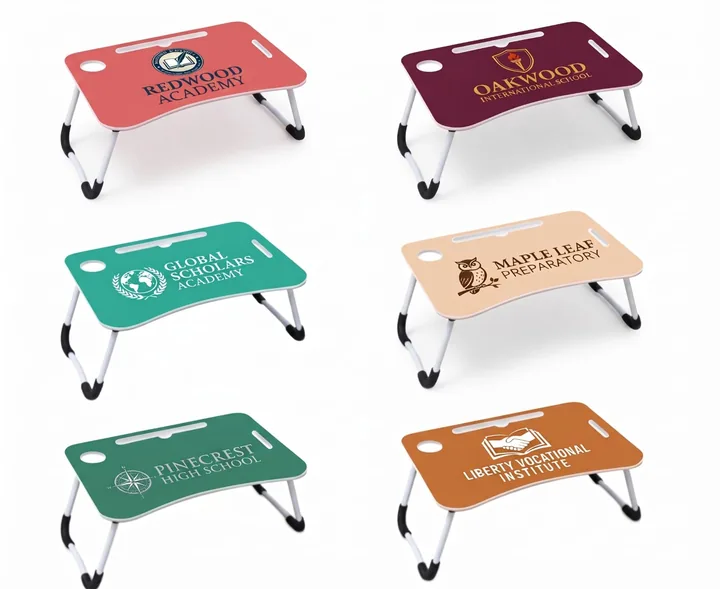 REDWOOD
ACADEMY
OAKWOOD
INTERNATIONAL SCHOOL
GLOBAL
SCHOLARS
ACADEMY
MAPLE LEAF
PREPARATORY
PINECREST
HIGH SCHOOL
LIBERTY VOCATIONAL
INSTITUTE